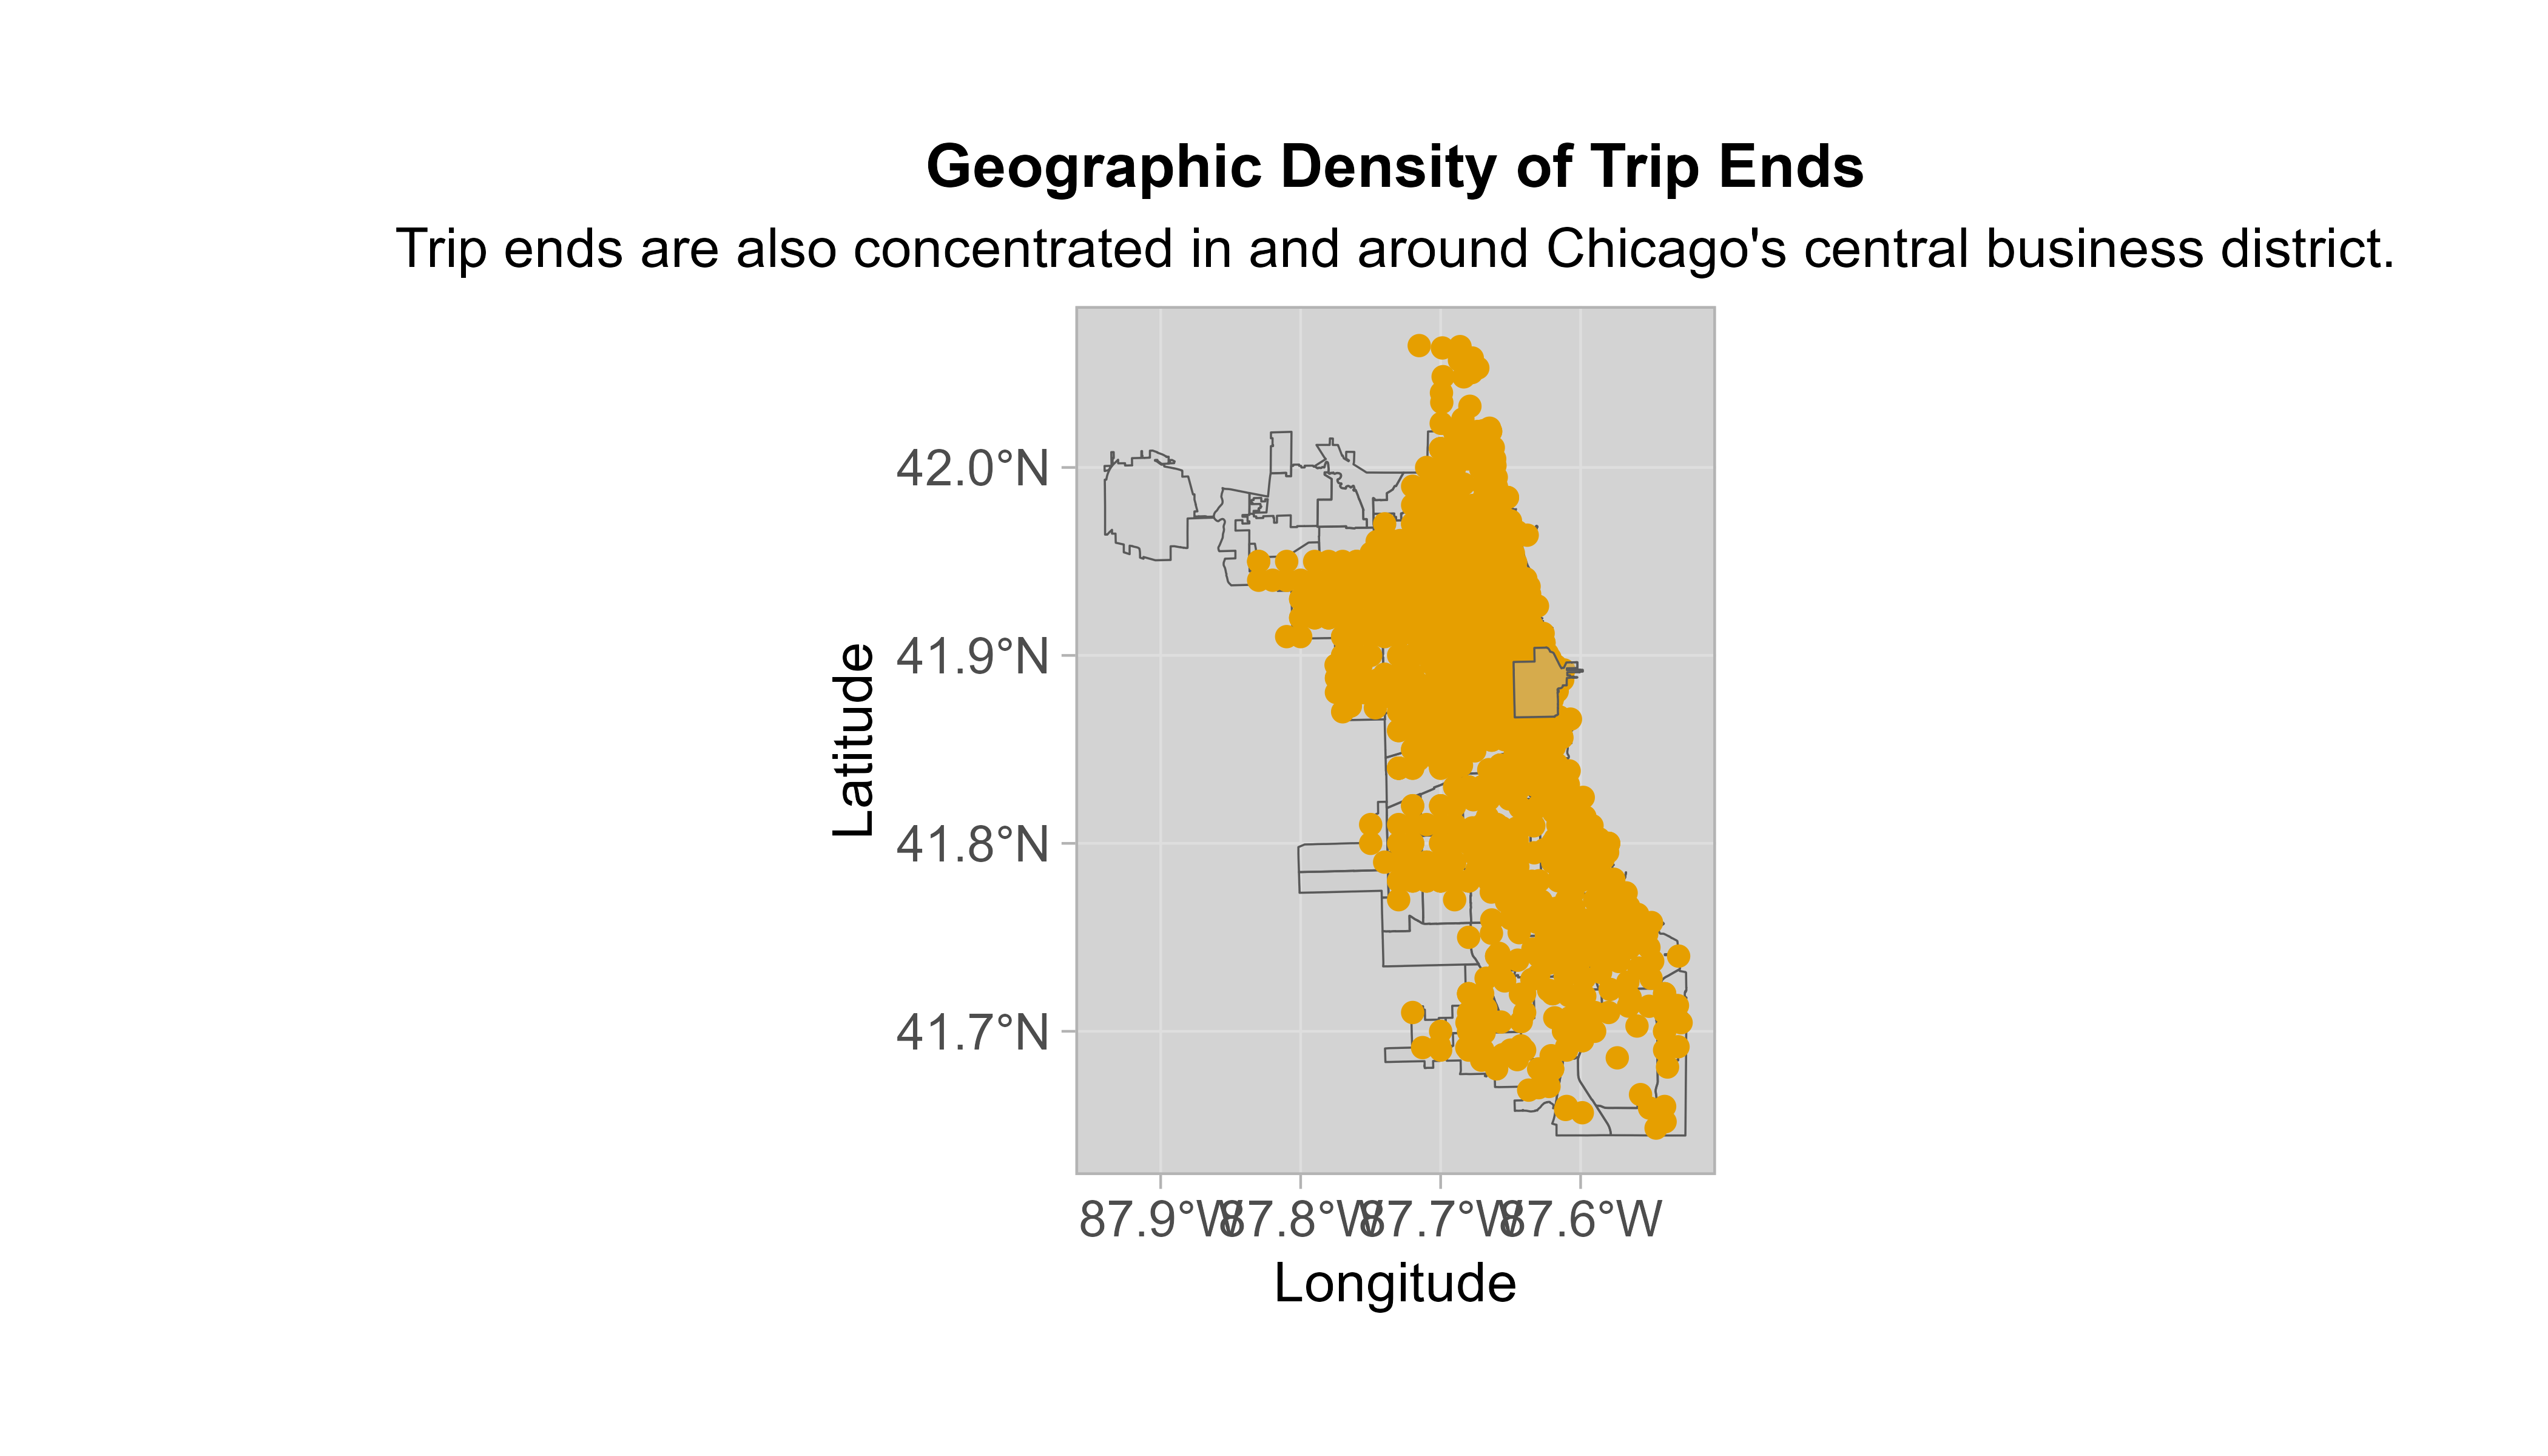 Geographic Density of Trip Ends
Trip ends are also concentrated in and around Chicago's central business district.
Latitude
42.0°N
41.9°N
41.8°N
41.7°N
87.9°W 87.8°W 87.7°W 87.6°W
Longitude